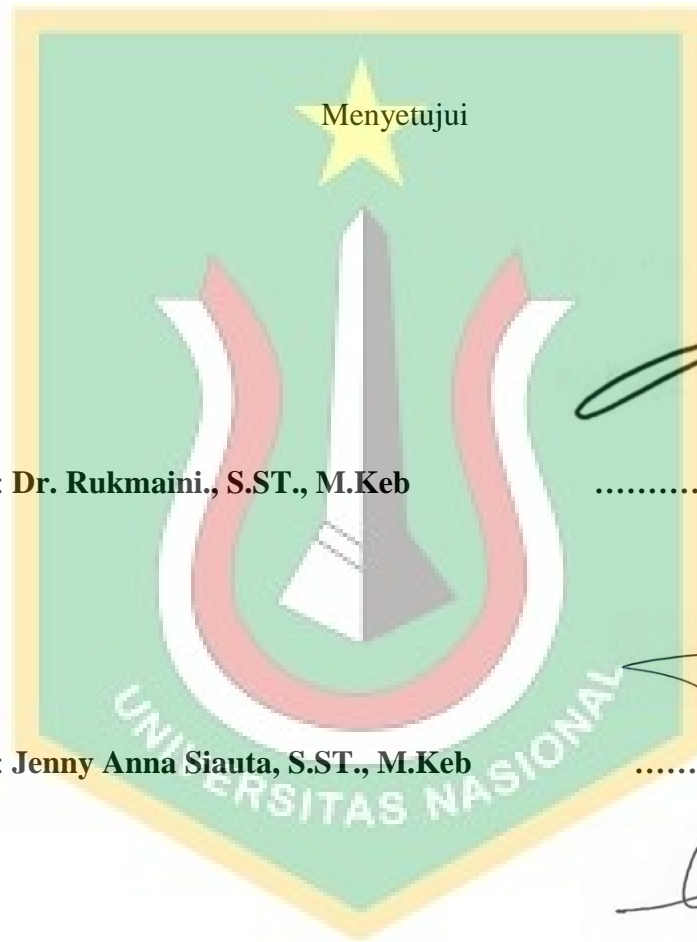 Menyetujui
: Dr. Rukmaini., S.ST., M.Keb ..........
: Jenny Anna Siauta, S.ST., M.Keb ......
UNIVERSITAS NASIONAL